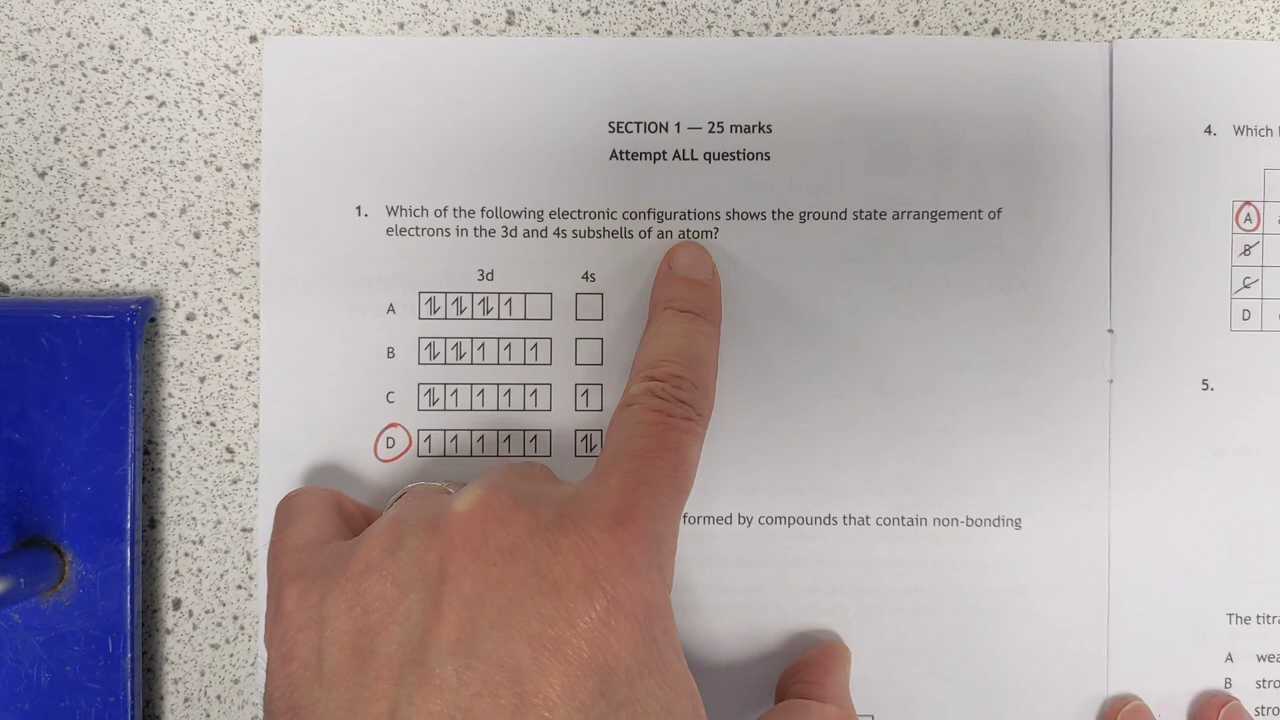 SECTION 1 — 25 marks
Attempt ALL questions
1. Which of the following electronic configurations shows the ground state arrangement of
electrons in the 3d and 4s subshells of an atom?
3d 4s
A
B
C
D
formed by compounds that contain non-bonding
4. Which
A
B
C
D
5.
The
A
B